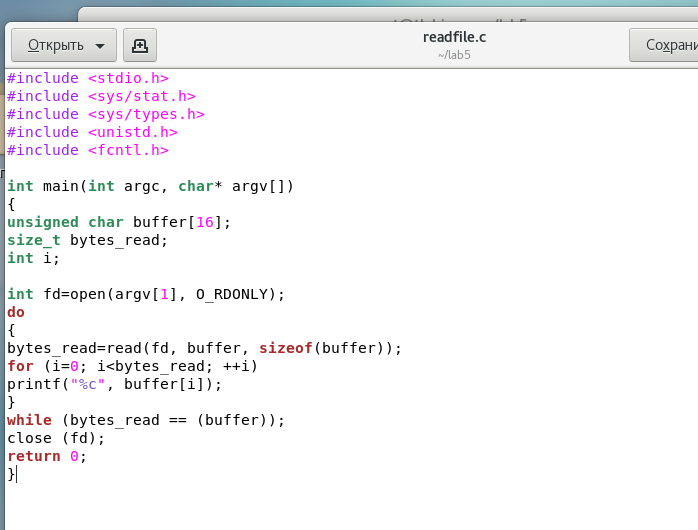 Открыть
readfile.c
~/lab5
Сохрани
#include <stdio.h>
#include <sys/stat.h>
#include <sys/types.h>
#include <unistd.h>
#include <fcntl.h>
int main(int argc, char* argv[])
{
unsigned char buffer[16];
size_t bytes_read;
int i;
int fd=open(argv[1], O_RDONLY);
do
{
bytes_read=read(fd, buffer, sizeof(buffer));
for (i=0; i<bytes_read; ++i)
printf("%c", buffer[i]);
}
while (bytes_read == (buffer));
close (fd);
return 0;
}